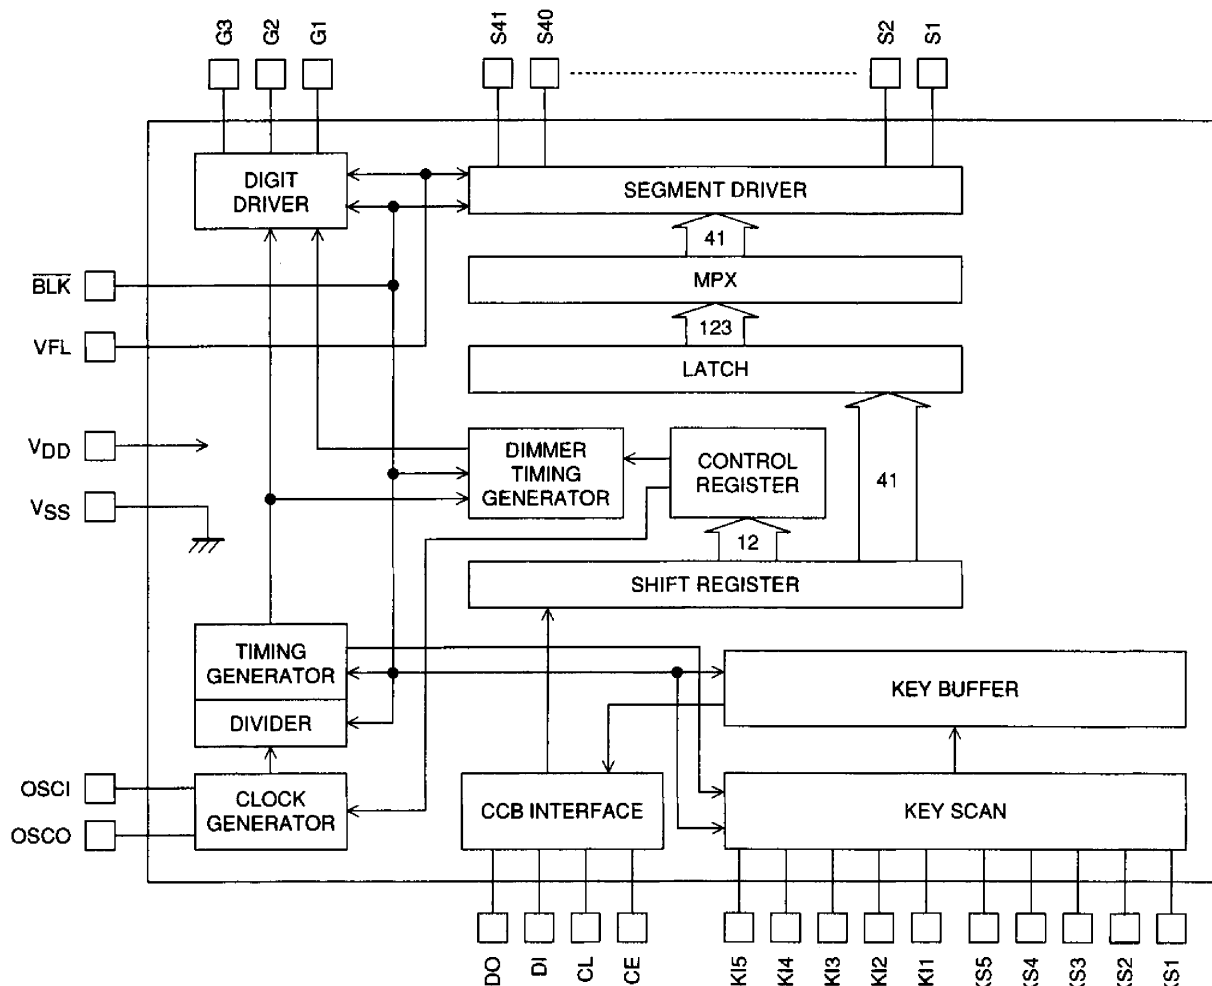 G3 G2 G1 S41 S40 S2 S1
DIGIT
DRIVER
SEGMENT DRIVER
41
BLK
MPX
123
VFL
LATCH
VDD
DIMMER
TIMING
GENERATOR
CONTROL
REGISTER
41
VSS
12
SHIFT REGISTER
TIMING
GENERATOR
KEY BUFFER
DIVIDER
OSCI
CLOCK
GENERATOR
CCB INTERFACE
KEY SCAN
OSCO
DO DI CL CE KI5 KI4 KI3 KI2 KI1 KS5 KS4 KS3 KS2 KS1